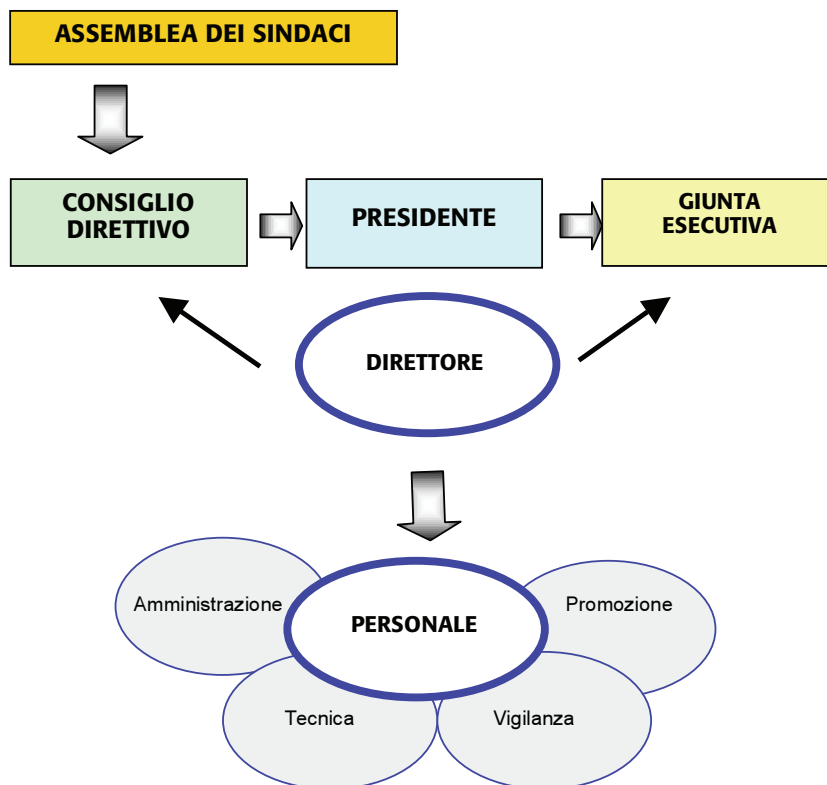 ASSEMBLEA DEI SINDACI
CONSIGLIO
DIRETTIVO
PRESIDENTE
GIUNTA
ESECUTIVA
DIRETTORE
Amministrazione
PERSONALE
Promozione
Tecnica
Vigilanza